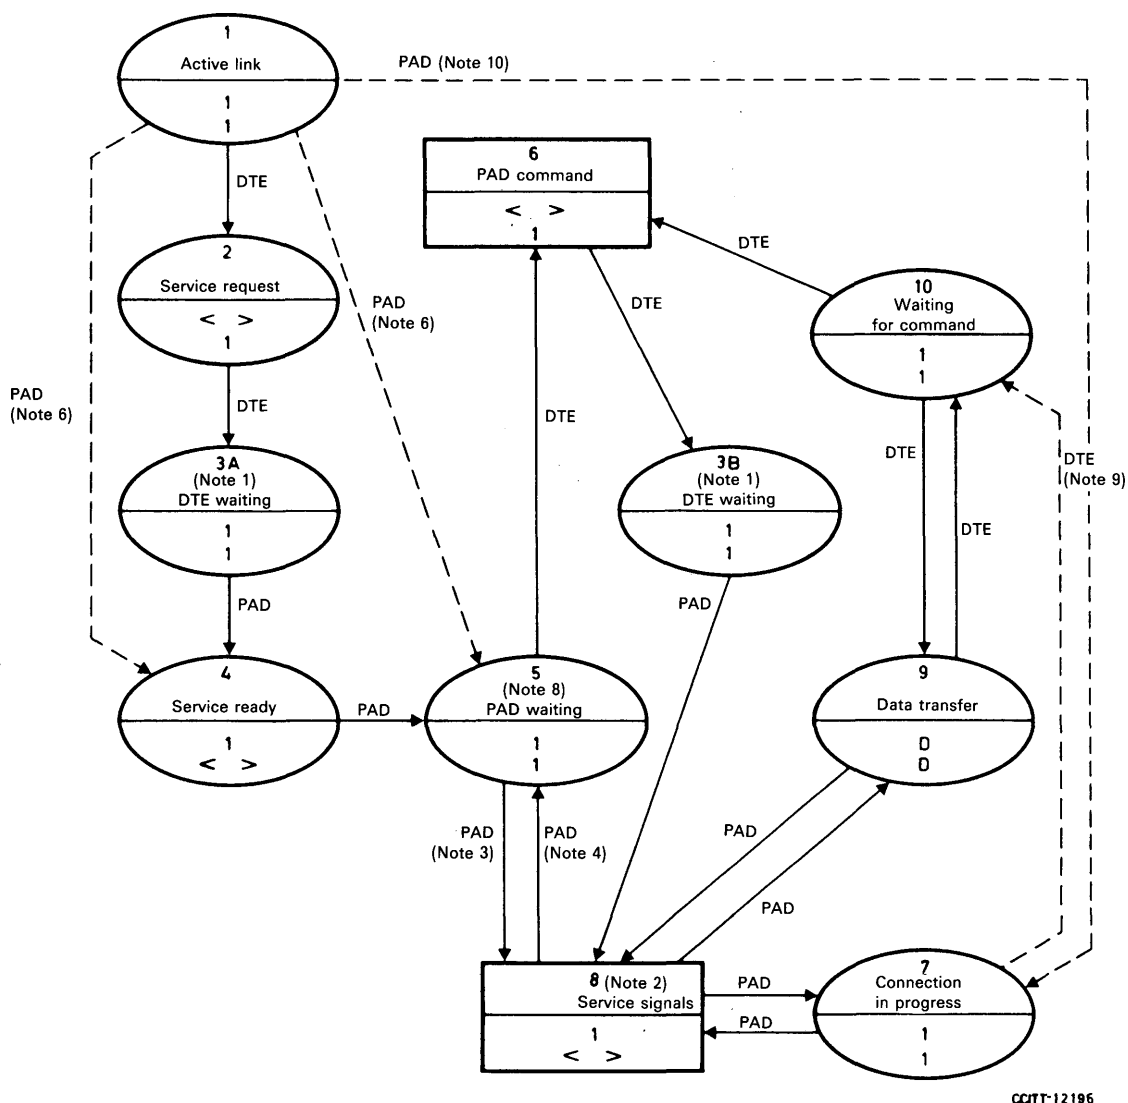 1
Active link
1
1
PAD (Note 10)
DTE
6
PAD command
< >
1
2
Service request
< >
1
DTE
10
Waiting
for command
1
1
PAD
(Note 6)
DTE
PAD
(Note 6)
DTE
DTE
3A
(Note 1)
DTE waiting
1
1
3B
(Note 1)
DTE waiting
1
1
DTE
DTE
(Note 9)
DTE
PAD
PAD
4
Service ready
1
< >
PAD
5
(Note 8)
PAD waiting
1
1
9
Data transfer
D
D
PAD
(Note 3)
PAD
(Note 4)
PAD
PAD
8 (Note 2)
Service signals
1
< >
PAD
PAD
7
Connection
in progress
1
1
CCITT-12196